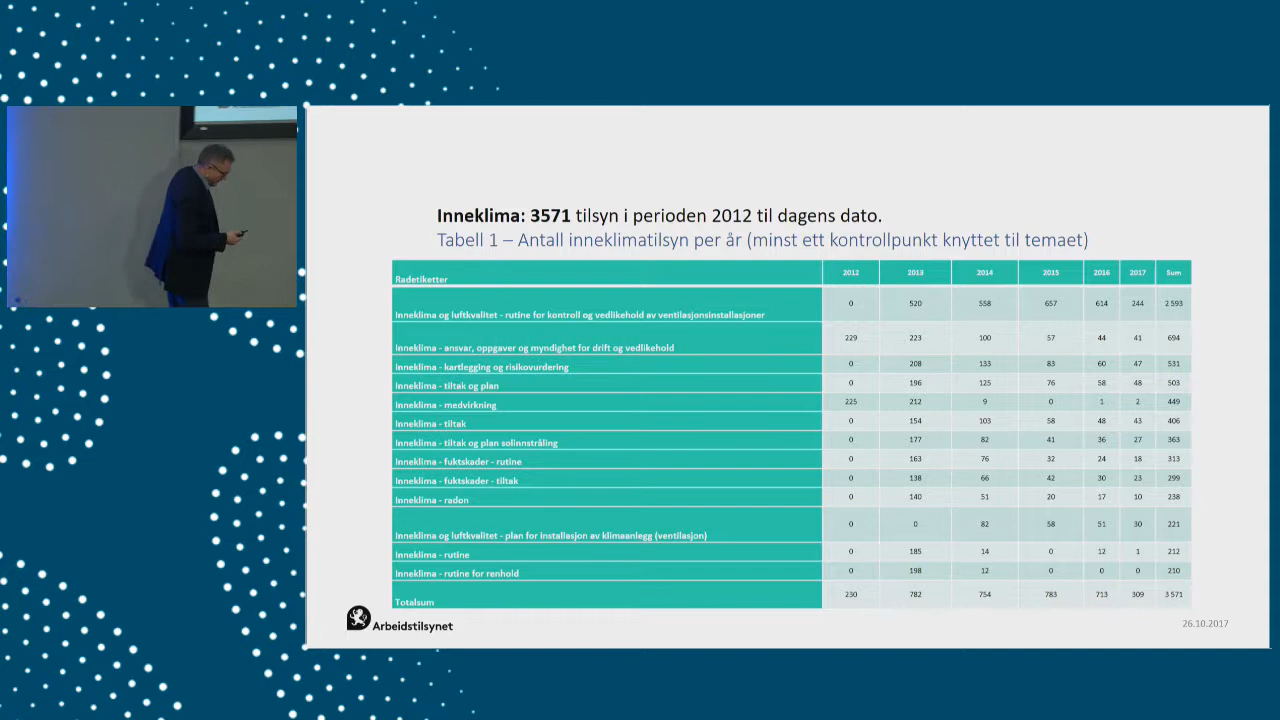 Inneklima: 3571 tilsyn i perioden 2012 til dagens dato.
Tabell 1 – Antall inneklimatilsyn per år (minst ett kontrollpunkt knyttet til temaet)
Radetiketter 2012 2013 2014 2015 2016 2017 Sum
Inneklima og luftkvalitet - rutine for kontroll og vedlikehold av ventilasjonsinstallasjoner 0 520 558 657 614 244 2 593
Inneklima - ansvar, oppgaver og myndighet for drift og vedlikehold 229 223 100 57 44 41 694
Inneklima - kartlegging og risikovurdering 0 208 133 83 60 47 531
Inneklima - tiltak og plan 0 196 125 76 58 48 503
Inneklima - medvirkning 225 212 9 0 1 2 449
Inneklima - tiltak 0 154 103 58 48 43 406
Inneklima - tiltak og plan solinnstråling 0 177 82 41 36 27 363
Inneklima - fuktskader - rutine 0 163 76 32 24 18 313
Inneklima - fuktskader - tiltak 0 138 66 42 30 23 299
Inneklima - radon 0 140 51 20 17 10 238
Inneklima og luftkvalitet - plan for installasjon av klimaanlegg (ventilasjon) 0 0 82 58 51 30 221
Inneklima - rutine 0 185 14 0 12 1 212
Inneklima - rutine for renhold 0 198 12 0 0 0 210
Totalsum 230 782 754 783 713 309 3 571
Arbeidstilsynet
26.10.2017